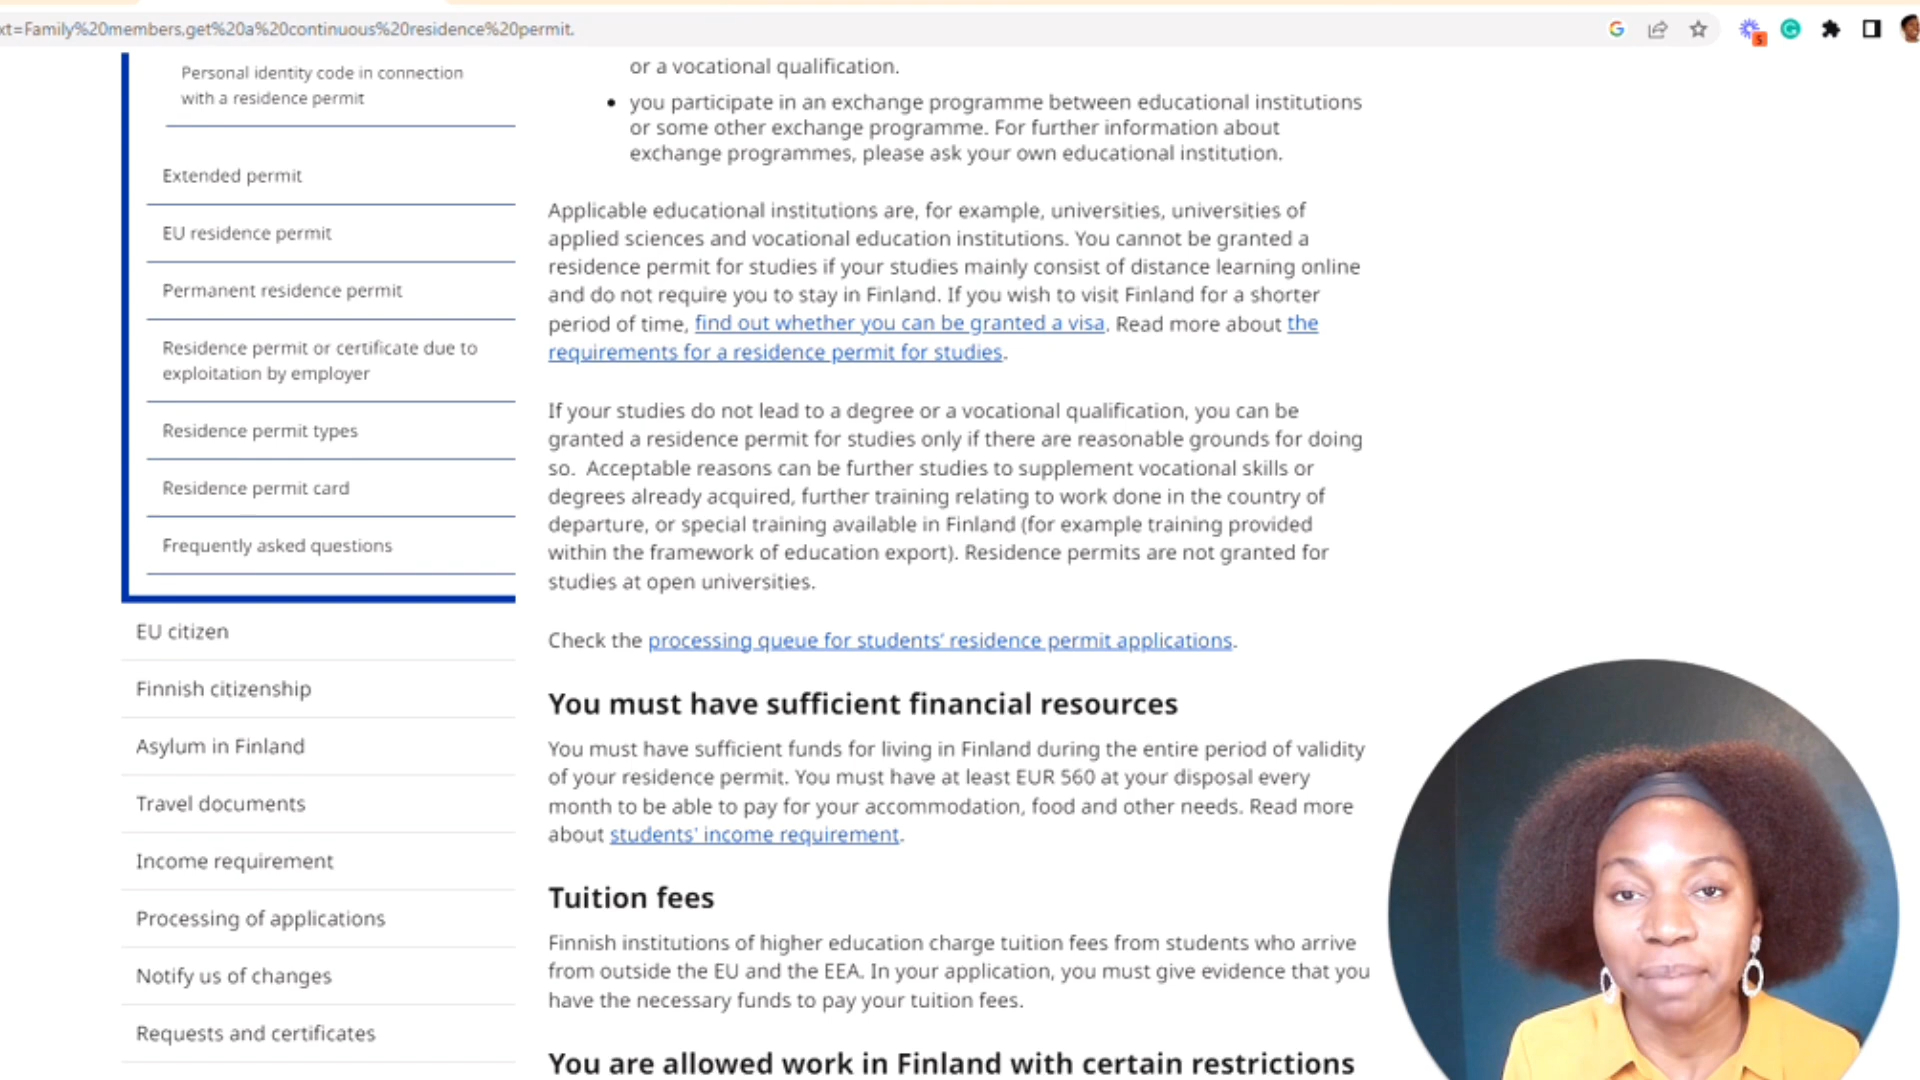 xt=Family%20members,get%20a%20continuous%20residence%20permit.
5
Personal identity code in connection
with a residence permit
Extended permit
EU residence permit
Permanent residence permit
Residence permit or certificate due to
exploitation by employer
Residence permit types
Residence permit card
Frequently asked questions
EU citizen
Finnish citizenship
Asylum in Finland
Travel documents
Income requirement
Processing of applications
Notify us of changes
Requests and certificates
or a vocational qualification.
• you participate in an exchange programme between educational institutions
or some other exchange programme. For further information about
exchange programmes, please ask your own educational institution.
Applicable educational institutions are, for example, universities, universities of
applied sciences and vocational education institutions. You cannot be granted a
residence permit for studies if your studies mainly consist of distance learning online
and do not require you to stay in Finland. If you wish to visit Finland for a shorter
period of time, find out whether you can be granted a visa. Read more about the
requirements for a residence permit for studies.
If your studies do not lead to a degree or a vocational qualification, you can be
granted a residence permit for studies only if there are reasonable grounds for doing
so.  Acceptable reasons can be further studies to supplement vocational skills or
degrees already acquired, further training relating to work done in the country of
departure, or special training available in Finland (for example training provided
within the framework of education export). Residence permits are not granted for
studies at open universities.
Check the processing queue for students’ residence permit applications.
You must have sufficient financial resources
You must have sufficient funds for living in Finland during the entire period of validity
of your residence permit. You must have at least EUR 560 at your disposal every
month to be able to pay for your accommodation, food and other needs. Read more
about students' income requirement.
Tuition fees
Finnish institutions of higher education charge tuition fees from students who arrive
from outside the EU and the EEA. In your application, you must give evidence that you
have the necessary funds to pay your tuition fees.
You are allowed work in Finland with certain restrictions